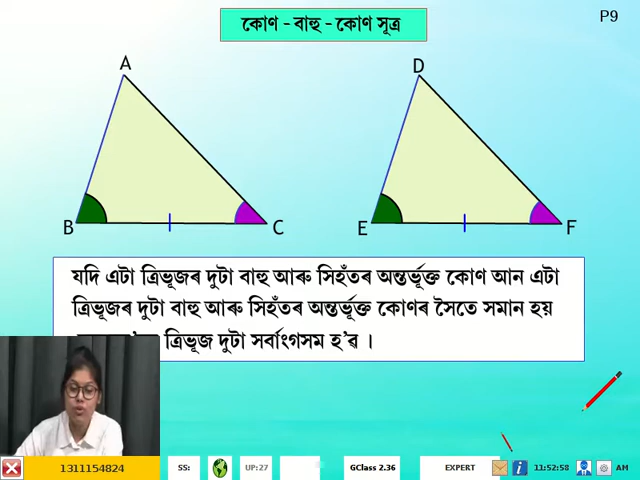 কোণ - বাহু - কোণ সূত্ৰ
P9
A
D
B
C
E
F
যদি এটা ত্ৰিভূজৰ দুটা বাহু আৰু সিহঁতৰ অন্তৰ্ভূক্ত কোণ আন এটা
ত্ৰিভূজৰ দুটা বাহু আৰু সিহঁতৰ অন্তৰ্ভূক্ত কোণৰ সৈতে সমান হয়
ত্ৰিভূজ দুটা সৰ্বাংগসম হ'ৱ ।
1311154824
SS:
UP:27
GClass 2.36
EXPERT
11:52:58
AM